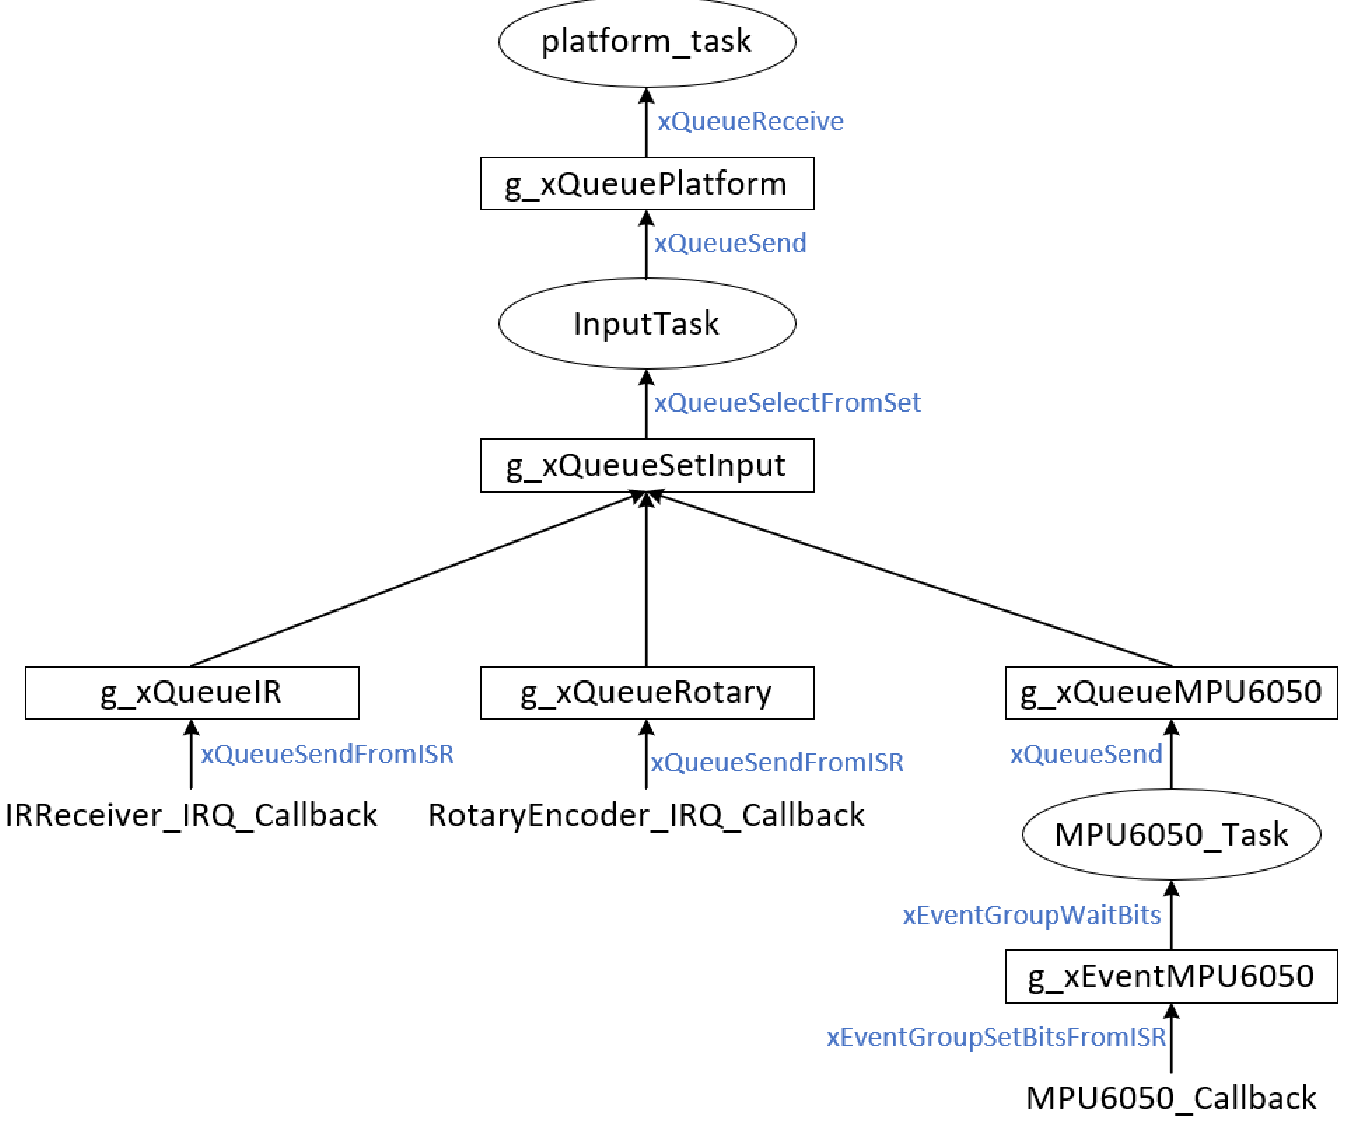 platform_task
xQueueReceive
g_xQueuePlatform
xQueueSend
InputTask
xQueueSelectFromSet
g_xQueueSetInput
g_xQueueIR
g_xQueueRotary
g_xQueueMPU6050
xQueueSendFromISR
xQueueSendFromISR
xQueueSend
IRReceiver_IRQ_Callback
RotaryEncoder_IRQ_Callback
MPU6050_Task
xEventGroupWaitBits
g_xEventMPU6050
xEventGroupSetBitsFromISR
MPU6050_Callback